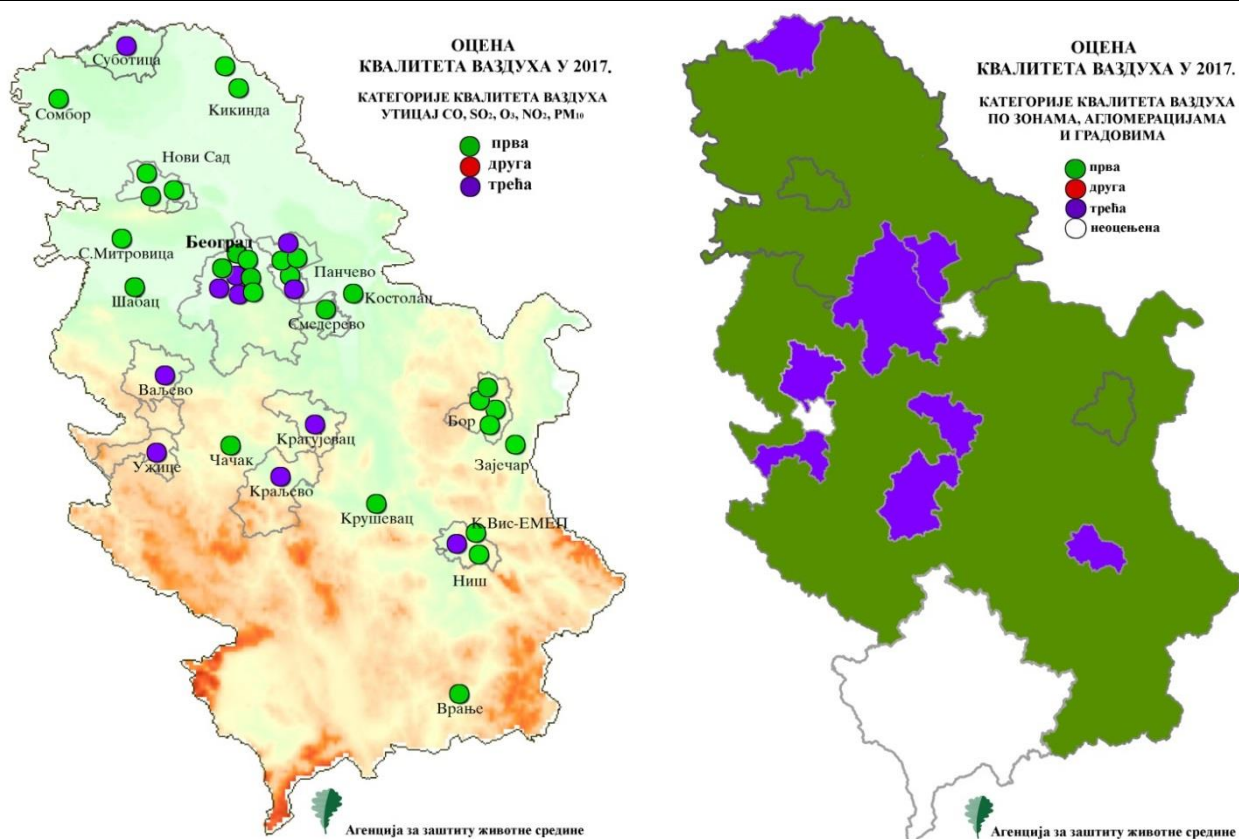 ОЦЕНА
КВАЛИТЕТА ВАЗДУХА У 2017.
КАТЕГОРИЈЕ КВАЛИТЕТА ВАЗДУХА
УТИЦАЈ CO, SO₂, O₃, NO₂, PM₁₀
прва
друга
трећа
Суботица
Сомбор
Кикинда
Нови Сад
С.Митровица
Београд
Панчево
Шабац
Костолац
Смедерево
Ваљево
Бор
Крагујевац
Ужице
Чачак
Зајечар
Краљево
Крушевац
К.Вис-ЕМЕП
Ниш
Врање
Агенција за заштиту животне средине
ОЦЕНА
КВАЛИТЕТА ВАЗДУХА У 2017.
КАТЕГОРИЈЕ КВАЛИТЕТА ВАЗДУХА
ПО ЗОНАМА, АГЛОМЕРАЦИЈАМА
И ГРАДОВИМА
прва
друга
трећа
неоцењена
Агенција за заштиту животне средине